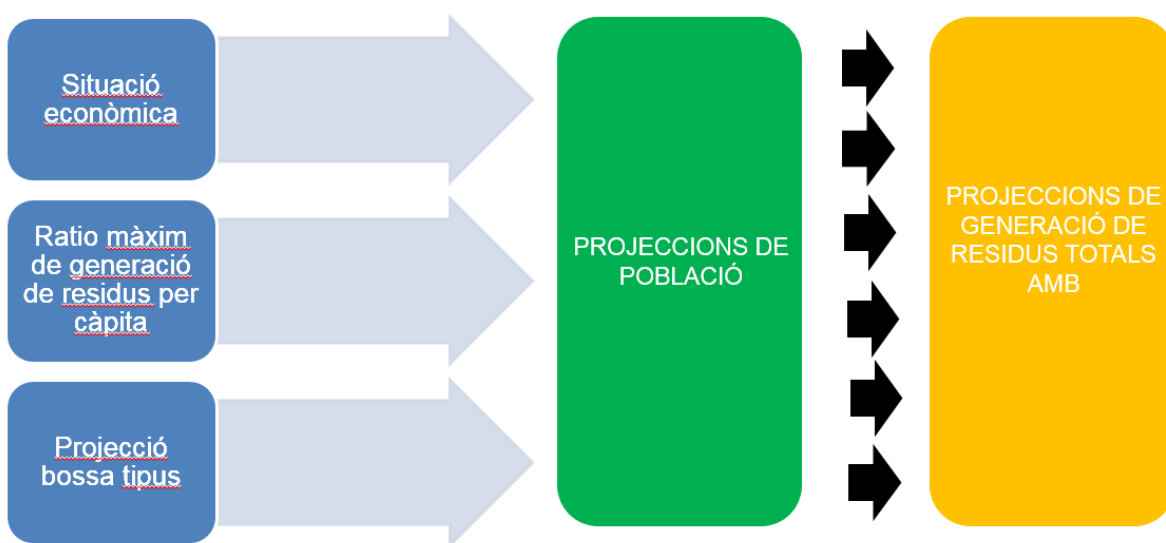 Situació
econòmica
Ratio màxim
de generació
de residus per
càpita
Projecció
bossa tipus
PROJECCIONS DE
POBLACIÓ
PROJECCIONS DE
GENERACIÓ DE
RESIDUS TOTALS
AMB